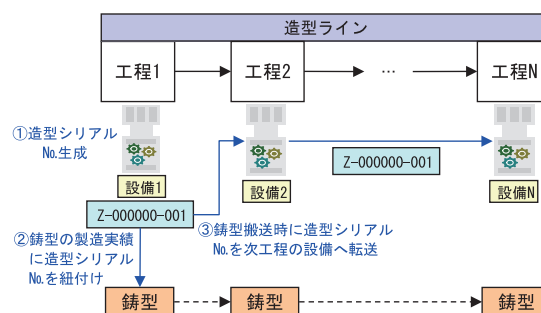 造型ライン
工程1
工程2
…
工程N
①造型シリアル
No.生成
設備1
設備2
設備N
Z-000000-001
Z-000000-001
②鋳型の製造実績
に造型シリアル
No.を紐付け
③鋳型搬送時に造型シリアル
No.を次工程の設備へ転送
鋳型
鋳型
鋳型